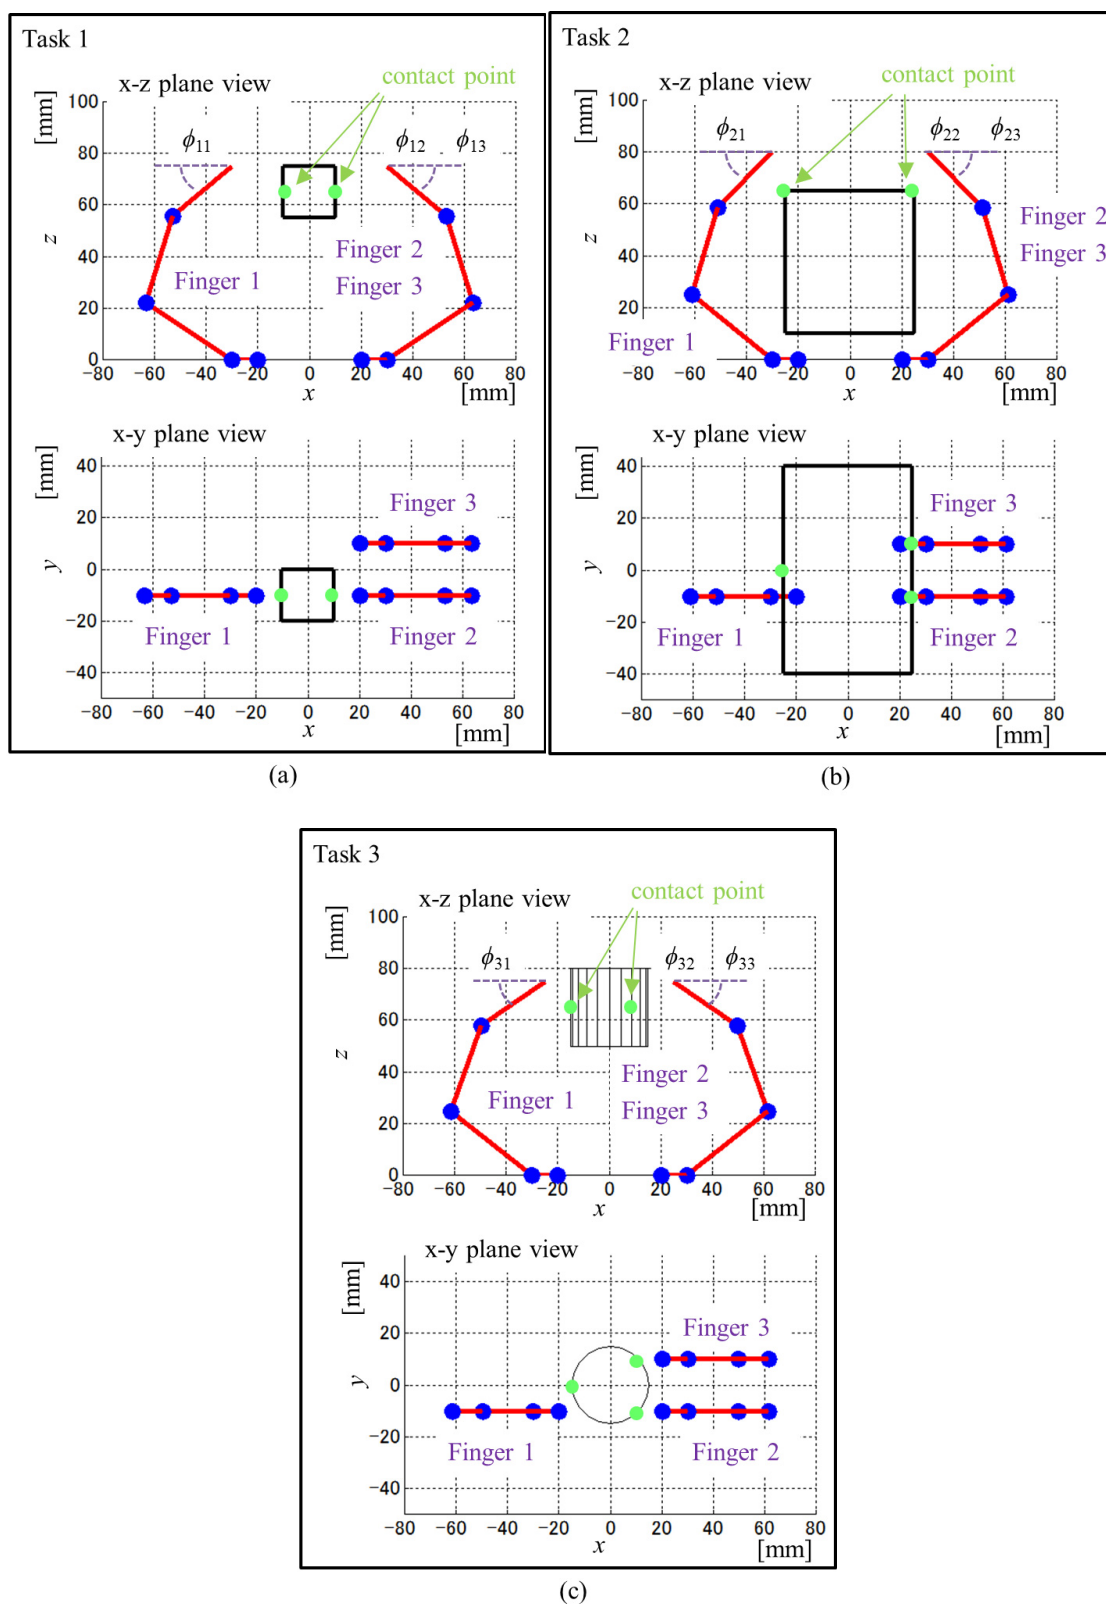 Task 1
contact point
x-z plane view
[mm]
100
80
60
40
20
0
z
ϕ11
ϕ12
ϕ13
Finger 1
Finger 2
Finger 3
−80 −60 −40 −20 0 20 40 60 80
x
[mm]
x-y plane view
[mm]
40
20
0
−20
−40
y
Finger 3
Finger 1
Finger 2
−80 −60 −40 −20 0 20 40 60 80
x
[mm]
(a)
Task 2
contact point
x-z plane view
[mm]
100
80
60
40
20
0
z
ϕ21
ϕ22
ϕ23
Finger 2
Finger 3
Finger 1
−80 −60 −40 −20 0 20 40 60 80
x
[mm]
x-y plane view
[mm]
40
20
0
−20
−40
y
Finger 3
Finger 1
Finger 2
−80 −60 −40 −20 0 20 40 60 80
x
[mm]
(b)
Task 3
contact point
x-z plane view
[mm]
100
80
60
40
20
0
z
ϕ31
ϕ32
ϕ33
Finger 1
Finger 2
Finger 3
−80 −60 −40 −20 0 20 40 60 80
x
[mm]
x-y plane view
[mm]
40
20
0
−20
−40
y
Finger 3
Finger 1
Finger 2
−80 −60 −40 −20 0 20 40 60 80
x
[mm]
(c)